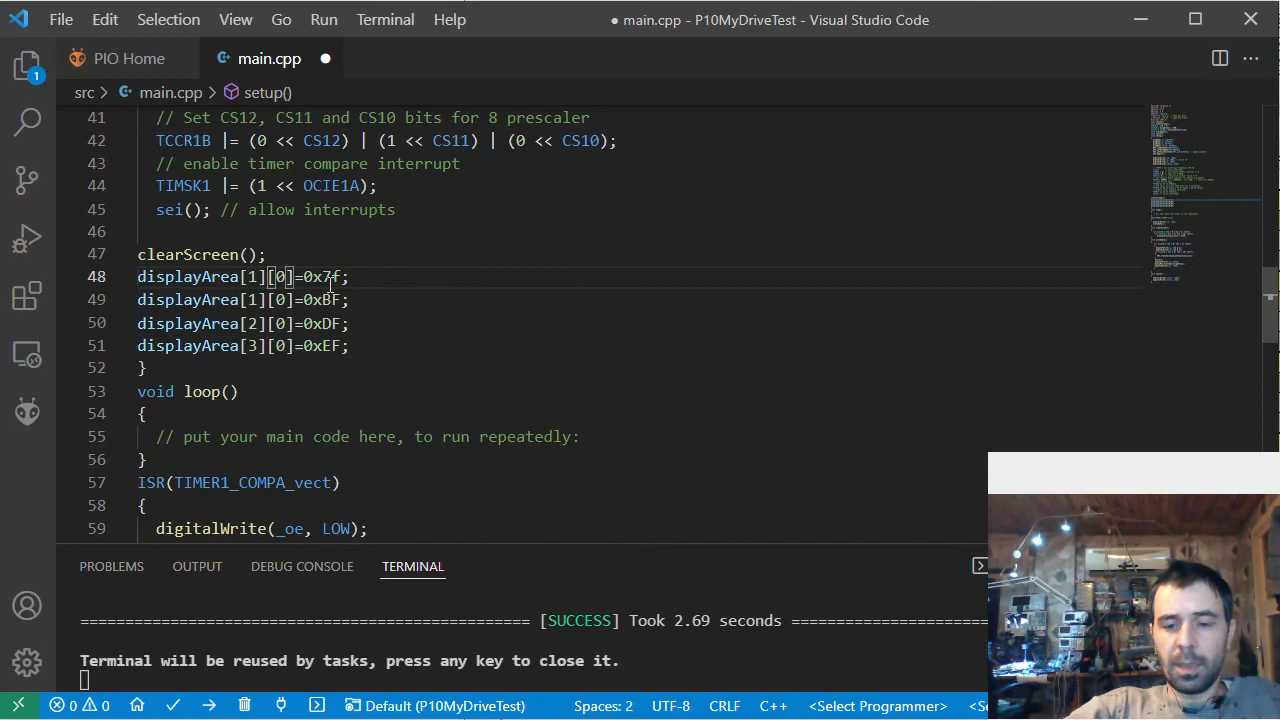 File Edit Selection View Go Run Terminal Help ● main.cpp - P10MyDriveTest - Visual Studio Code
PIO Home main.cpp ●
src > main.cpp > setup()
41 // Set CS12, CS11 and CS10 bits for 8 prescaler
42 TCCR1B |= (0 << CS12) | (1 << CS11) | (0 << CS10);
43 // enable timer compare interrupt
44 TIMSK1 |= (1 << OCIE1A);
45 sei(); // allow interrupts
46
47 clearScreen();
48 displayArea[1][0]=0x7f;
49 displayArea[1][0]=0xBF;
50 displayArea[2][0]=0xDF;
51 displayArea[3][0]=0xEF;
52 }
53 void loop()
54 {
55 // put your main code here, to run repeatedly:
56 }
57 ISR(TIMER1_COMPA_vect)
58 {
59 digitalWrite(_oe, LOW);
1
PROBLEMS OUTPUT DEBUG CONSOLE TERMINAL
================================================== [SUCCESS] Took 2.69 seconds ======================
Terminal will be reused by tasks, press any key to close it.
0 0 Default (P10MyDriveTest) Spaces: 2 UTF-8 CRLF C++ <Select Programmer>